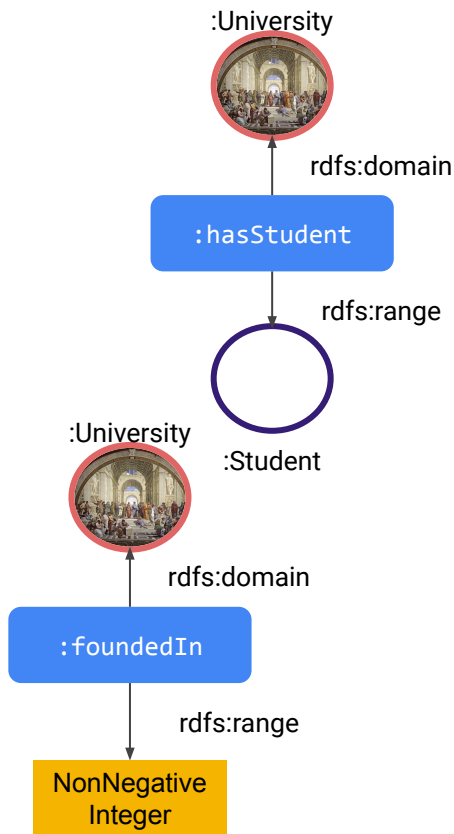 :University
rdfs:domain
:hasStudent
rdfs:range
:Student
:University
rdfs:domain
:foundedIn
rdfs:range
NonNegative
Integer